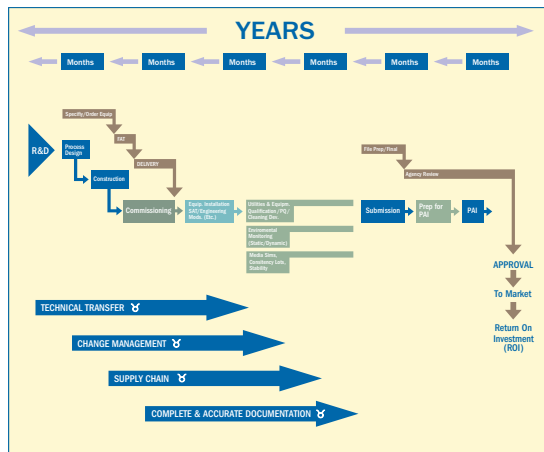 YEARS
Months Months Months Months Months Months
Specifiy/Order Equip
FAT
DELIVERY
R&D
Process
Design
Construction
Commissioning
Equip. Installation
SAT/Engineering
Mods. (Etc.)
Utilities & Equipm.
Qualification/PQ/
Cleaning Dev.
Enviromental
Monitoring
(Static/Dynamic)
Media Sims,
Consitancy Lots,
Stability
File Prep/Final
Agency Review
Submission
Prep for
PAI
PAI
APPROVAL
To Market
Return On
Investment
(ROI)
TECHNICAL TRANSFER
CHANGE MANAGEMENT
SUPPLY CHAIN
COMPLETE & ACCURATE DOCUMENTATION